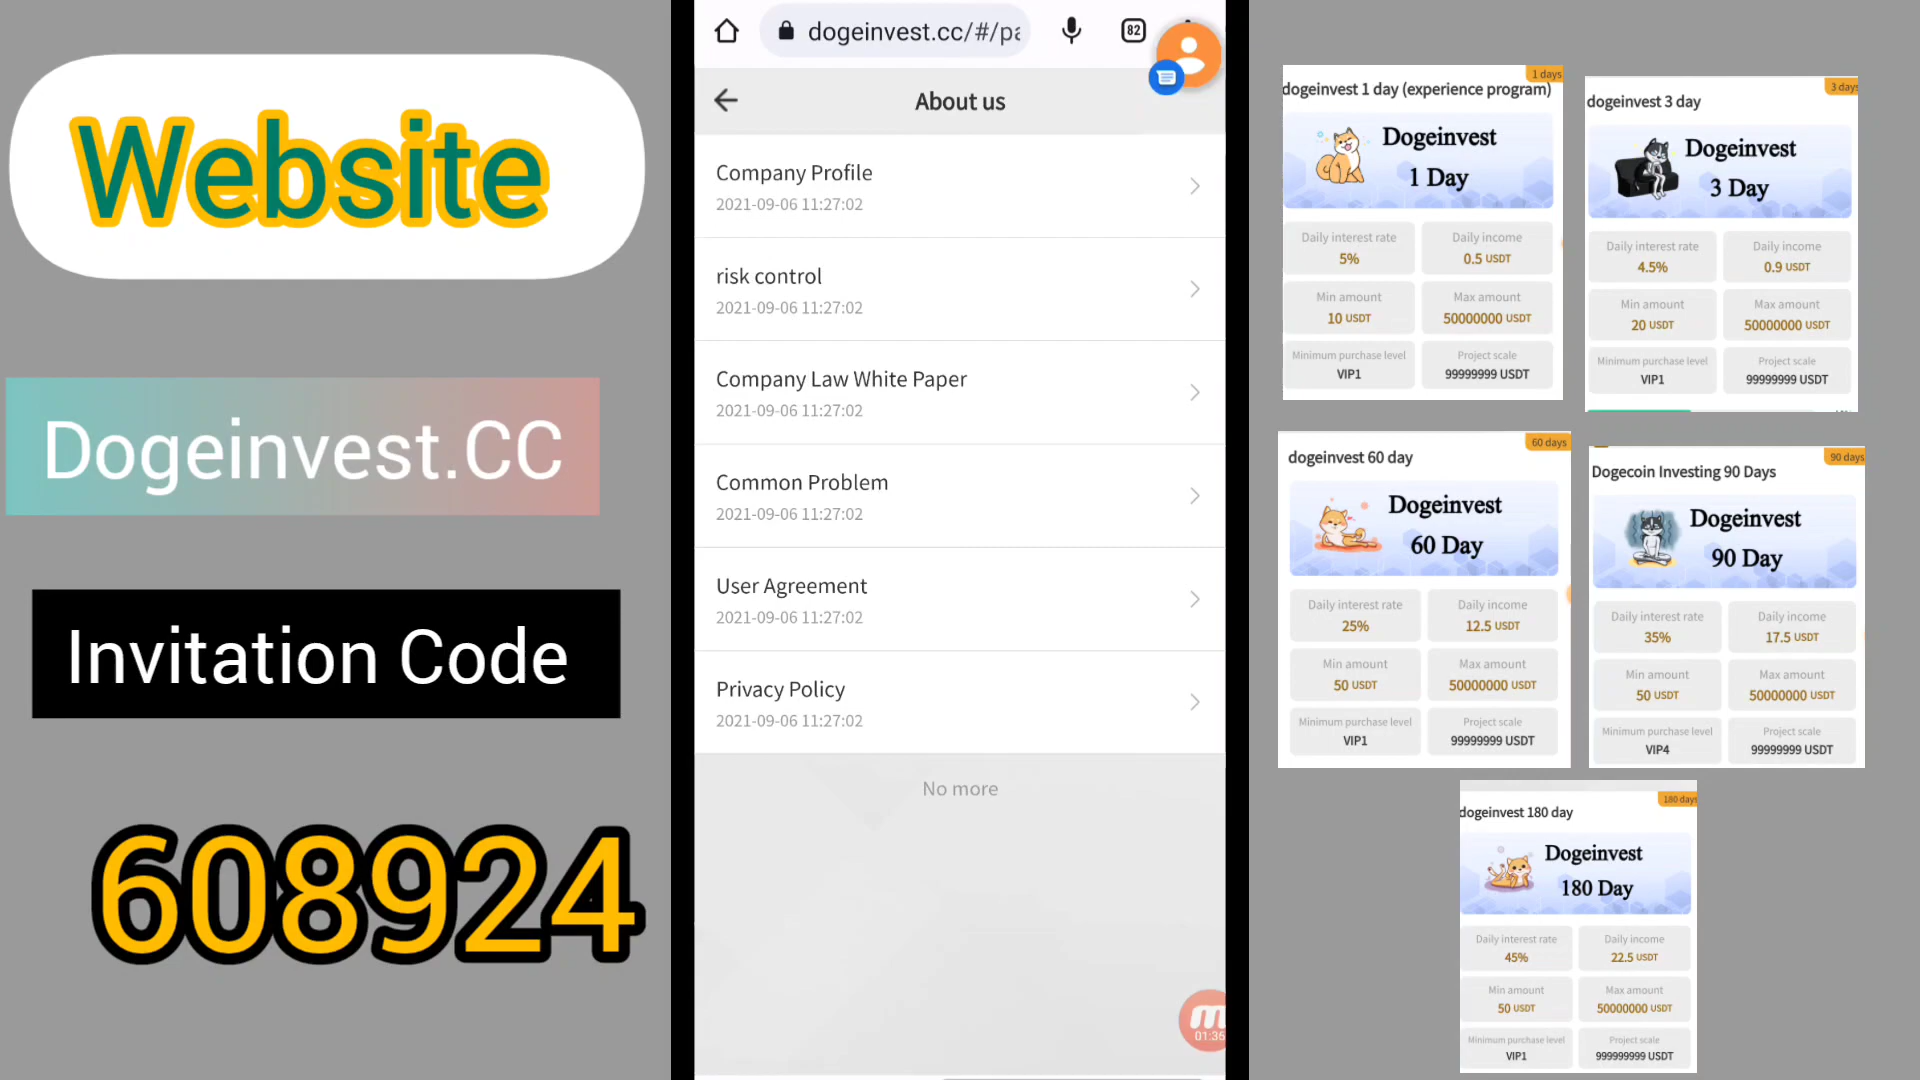 Website
Dogeinvest.CC
Invitation Code
608924
dogeinvest.cc/#/pa
82
About us
Company Profile
2021-09-06 11:27:02
risk control
2021-09-06 11:27:02
Company Law White Paper
2021-09-06 11:27:02
Common Problem
2021-09-06 11:27:02
User Agreement
2021-09-06 11:27:02
Privacy Policy
2021-09-06 11:27:02
No more
01:35
1 days
dogeinvest 1 day (experience program)
Dogeinvest
1 Day
Daily interest rate
5%
Daily income
0.5 USDT
Min amount
10 USDT
Max amount
50000000 USDT
Minimum purchase level
VIP1
Project scale
99999999 USDT
3 days
dogeinvest 3 day
Dogeinvest
3 Day
Daily interest rate
4.5%
Daily income
0.9 USDT
Min amount
20 USDT
Max amount
50000000 USDT
Minimum purchase level
VIP1
Project scale
99999999 USDT
60 days
dogeinvest 60 day
Dogeinvest
60 Day
Daily interest rate
25%
Daily income
12.5 USDT
Min amount
50 USDT
Max amount
50000000 USDT
Minimum purchase level
VIP1
Project scale
99999999 USDT
90 days
Dogecoin Investing 90 Days
Dogeinvest
90 Day
Daily interest rate
35%
Daily income
17.5 USDT
Min amount
50 USDT
Max amount
50000000 USDT
Minimum purchase level
VIP4
Project scale
99999999 USDT
180 days
dogeinvest 180 day
Dogeinvest
180 Day
Daily interest rate
45%
Daily income
22.5 USDT
Min amount
50 USDT
Max amount
50000000 USDT
Minimum purchase level
VIP1
Project scale
999999999 USDT